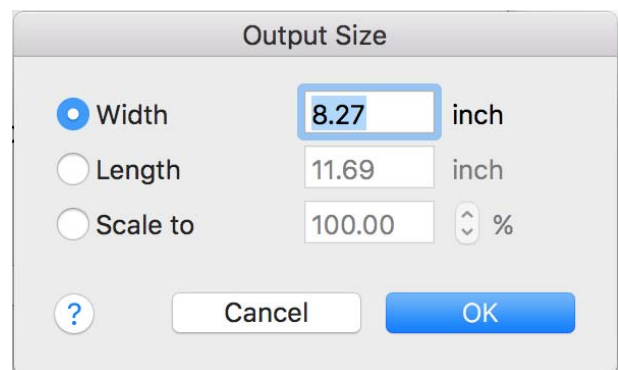 Output Size
Width 8.27 inch
Length 11.69 inch
Scale to 100.00 %
? Cancel OK